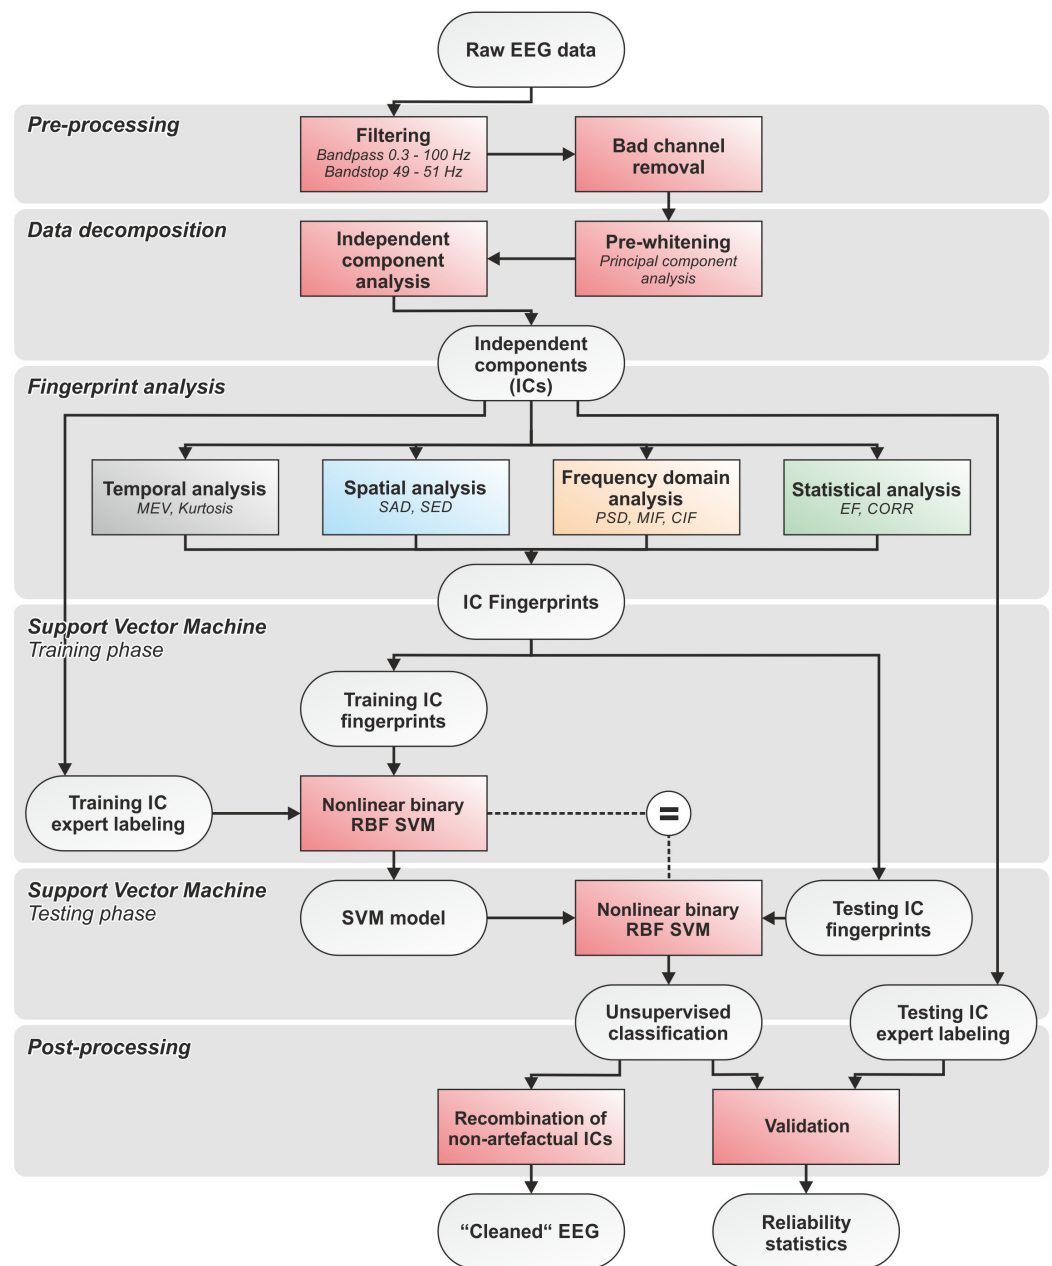 Raw EEG data
Pre-processing
Filtering
Bandpass 0.3 - 100 Hz
Bandstop 49 - 51 Hz
Bad channel
removal
Data decomposition
Independent
component
analysis
Pre-whitening
Principal component
analysis
Independent
components
(ICs)
Fingerprint analysis
Temporal analysis
MEV, Kurtosis
Spatial analysis
SAD, SED
Frequency domain
analysis
PSD, MIF, CIF
Statistical analysis
EF, CORR
IC Fingerprints
Support Vector Machine
Training phase
Training IC
fingerprints
Training IC
expert labeling
Nonlinear binary
RBF SVM
=
Support Vector Machine
Testing phase
SVM model
Nonlinear binary
RBF SVM
Testing IC
fingerprints
Unsupervised
classification
Testing IC
expert labeling
Post-processing
Recombination of
non-artefactual ICs
Validation
“Cleaned“ EEG
Reliability
statistics